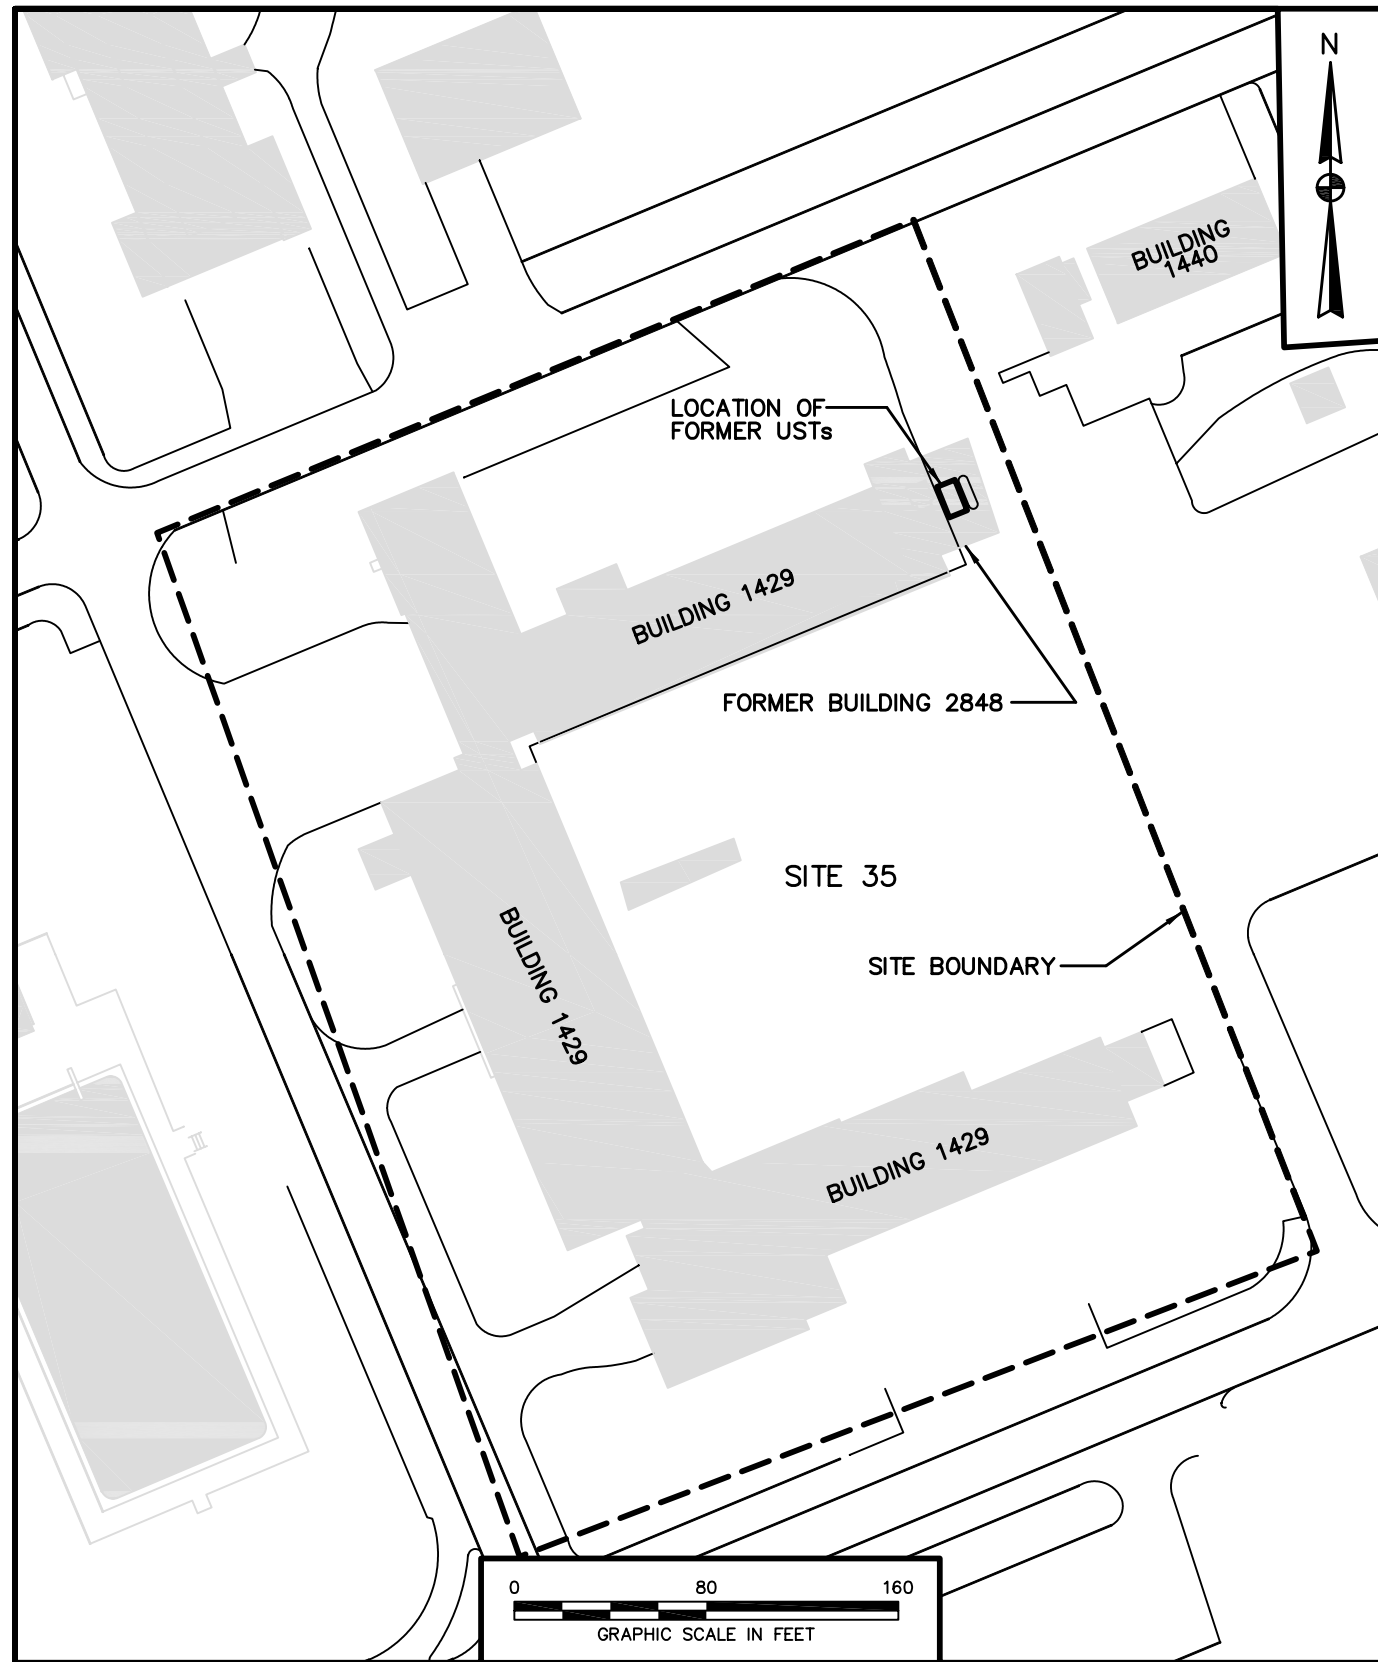 N
BUILDING
1440
LOCATION OF
FORMER USTs
BUILDING 1429
FORMER BUILDING 2848
SITE 35
BUILDING 1429
SITE BOUNDARY
BUILDING 1429
0 80 160
GRAPHIC SCALE IN FEET